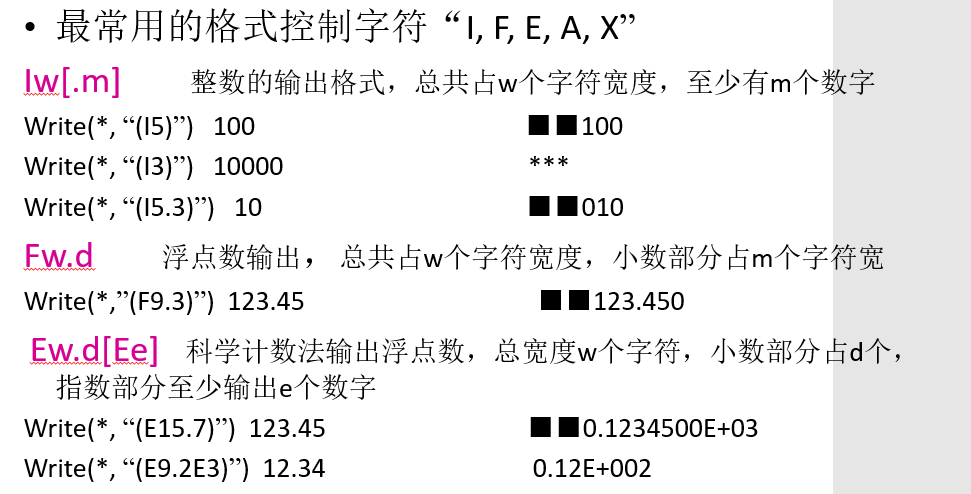 • 最常用的格式控制字符“I, F, E, A, X”
Iw[.m] 整数的输出格式，总共占w个字符宽度，至少有m个数字
Write(*, “(I5)”) 100 ■■100
Write(*, “(I3)”) 10000 ***
Write(*, “(I5.3)”) 10 ■■010
Fw.d 浮点数输出， 总共占w个字符宽度，小数部分占m个字符宽
Write(*,”(F9.3)”) 123.45 ■■123.450
Ew.d[Ee] 科学计数法输出浮点数，总宽度w个字符，小数部分占d个，
指数部分至少输出e个数字
Write(*, “(E15.7)”) 123.45 ■■0.1234500E+03
Write(*, “(E9.2E3)”) 12.34 0.12E+002